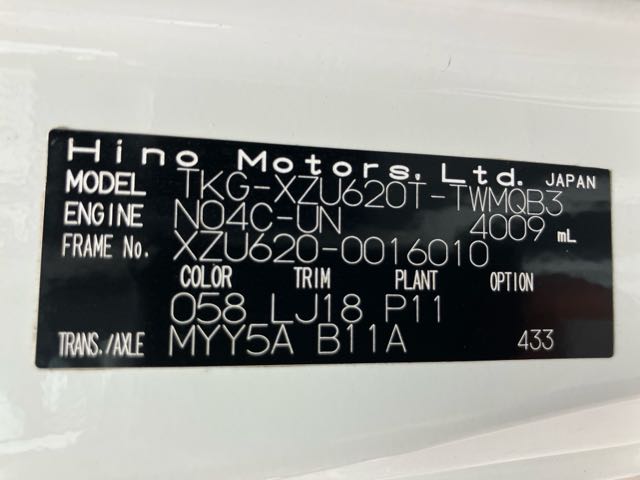 Hino Motors, Ltd. JAPAN
MODEL TKG-XZU620T-TWMQB3
ENGINE N04C-UN 4009 mL
FRAME No. XZU620-0016010
COLOR TRIM PLANT OPTION
058 LJ18 P11
TRANS./AXLE MYY5A B11A 433